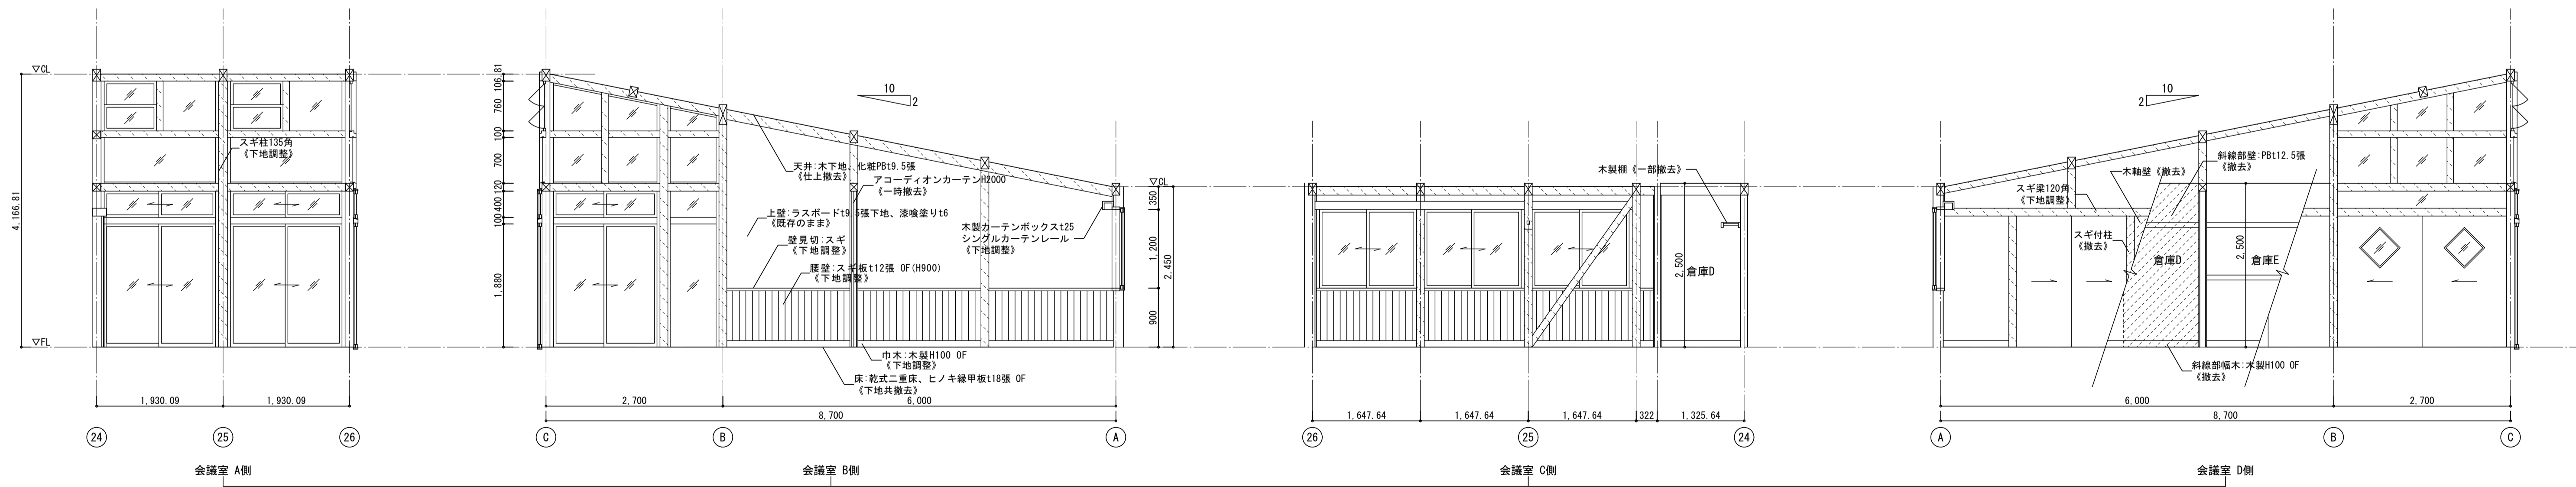 ▽CL
4,166.81
▽FL
スギ柱135角
《下地調整》
1,930.09
1,930.09
24
25
26
会議室 A側
106.81
760
100
700
120
400
100
1,880
10
2
天井:木下地、化粧PBt9.5張
《仕上撤去》
アコーディオンカーテンH2000
《一時撤去》
上壁:ラスボードt9.5張下地、漆喰塗りt6
《既存のまま》
壁見切:スギ
《下地調整》
腰壁:スギ板t12張 OF(H900)
《下地調整》
木製カーテンボックスt25
シングルカーテンレール
《下地調整》
巾木:木製H100 OF
《下地調整》
床:乾式二重床、ヒノキ縁甲板t18張 OF
《下地共撤去》
2,700
6,000
8,700
C
B
A
会議室 B側
▽CL
350
1,200
900
2,450
木製棚《一部撤去》
2,500
倉庫D
1,647.64
1,647.64
1,647.64
322
1,325.64
26
25
24
会議室 C側
10
2
斜線部壁:PBt12.5張
《撤去》
木軸壁《撤去》
スギ梁120角
《下地調整》
スギ付柱
《撤去》
倉庫D
2,500
倉庫E
斜線部幅木:木製H100 OF
《撤去》
6,000
2,700
8,700
A
B
C
会議室 D側